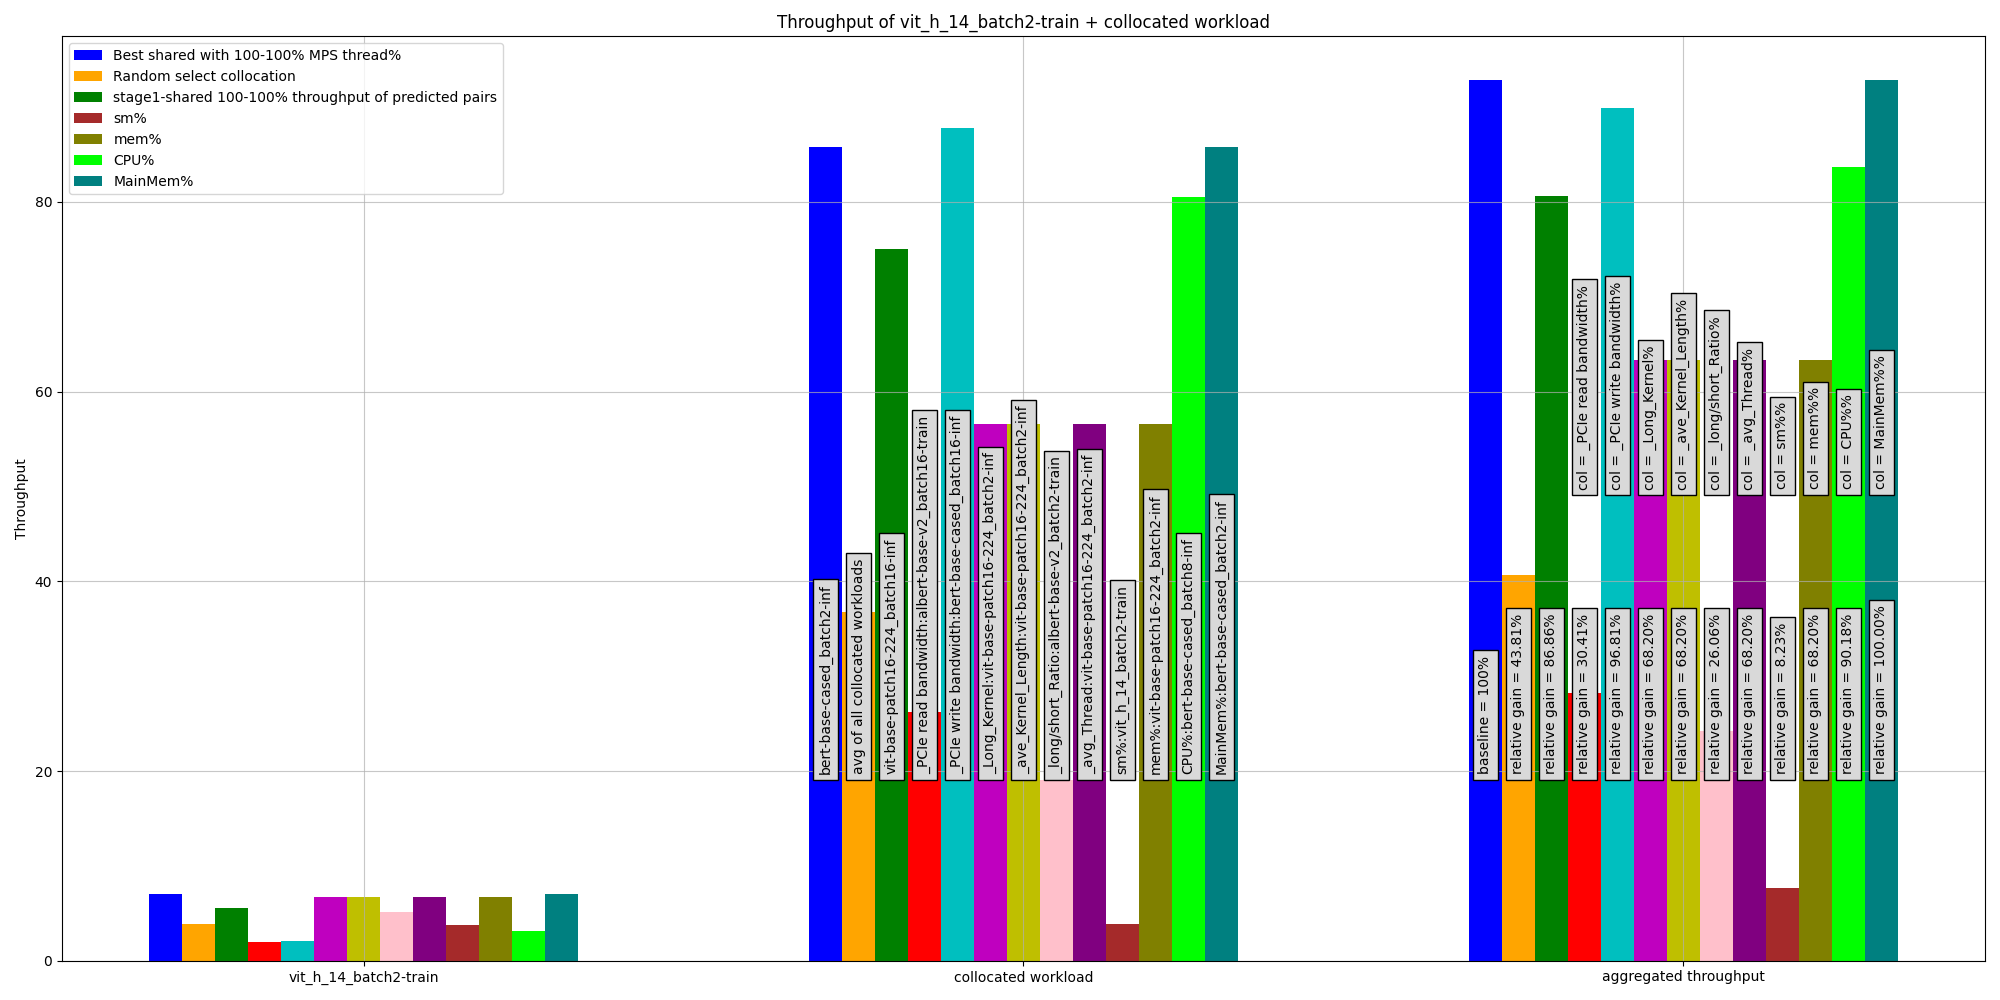 Throughput of vit_h_14_batch2-train + collocated workload
Best shared with 100-100% MPS thread%
Random select collocation
stage1-shared 100-100% throughput of predicted pairs
sm%
mem%
CPU%
MainMem%
Throughput
80
60
40
20
0
bert-base-cased_batch2-inf
avg of all collocated workloads
vit-base-patch16-224_batch16-inf
_PCIe read bandwidth:albert-base-v2_batch16-train
_PCIe write bandwidth:bert-base-cased_batch16-inf
_Long_Kernel:vit-base-patch16-224_batch2-inf
_ave_Kernel_Length:vit-base-patch16-224_batch2-inf
_long/short_Ratio:albert-base-v2_batch2-train
_avg_Thread:vit-base-patch16-224_batch2-inf
sm%:vit_h_14_batch2-train
mem%:vit-base-patch16-224_batch2-inf
CPU%:bert-base-cased_batch8-inf
MainMem%:bert-base-cased_batch2-inf
col = _PCIe read bandwidth%
col = _PCIe write bandwidth%
col = _Long_Kernel%
col = _ave_Kernel_Length%
col = _long/short_Ratio%
col = _avg_Thread%
col = sm%%
col = mem%%
col = CPU%%
col = MainMem%%
baseline = 100%
relative gain = 43.81%
relative gain = 86.86%
relative gain = 30.41%
relative gain = 96.81%
relative gain = 68.20%
relative gain = 68.20%
relative gain = 26.06%
relative gain = 68.20%
relative gain = 8.23%
relative gain = 68.20%
relative gain = 90.18%
relative gain = 100.00%
vit_h_14_batch2-train
collocated workload
aggregated throughput